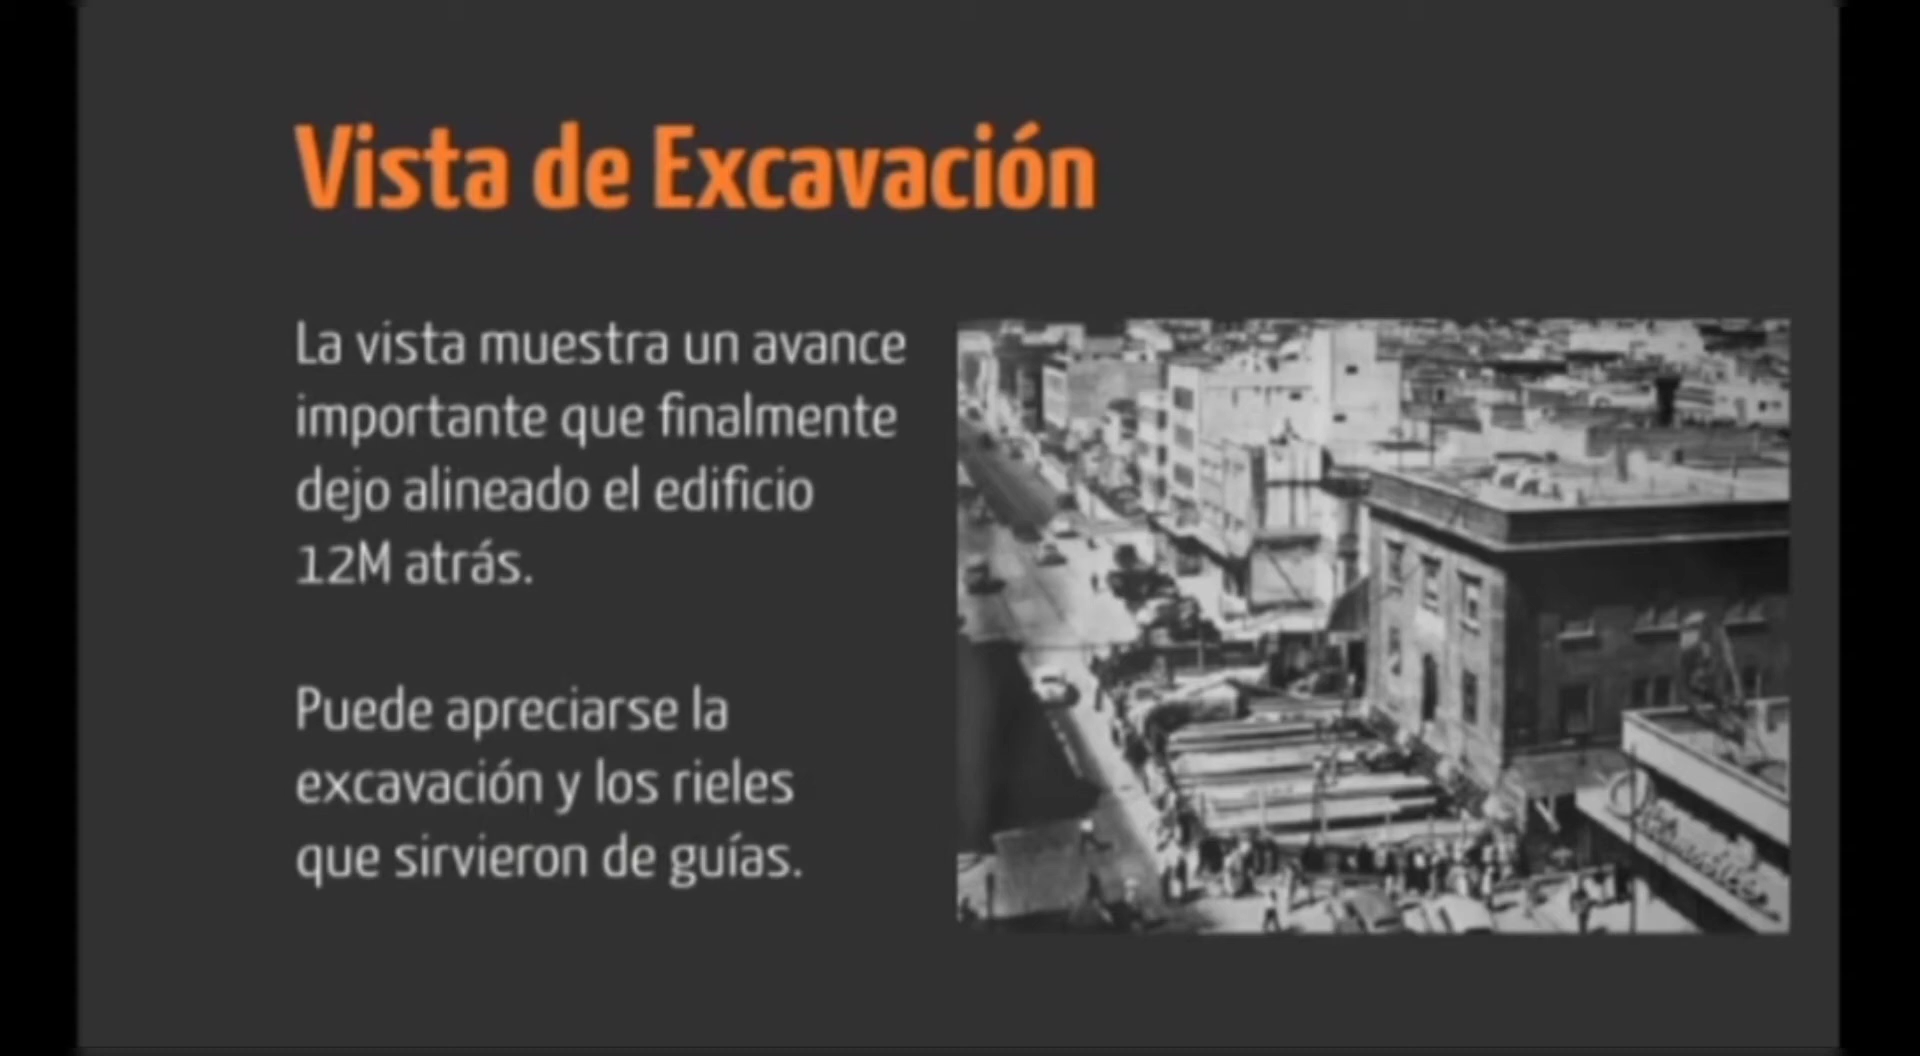 Vista de Excavación
La vista muestra un avance
importante que finalmente
dejo alineado el edificio
12M atrás.
Puede apreciarse la
excavación y los rieles
que sirvieron de guías.